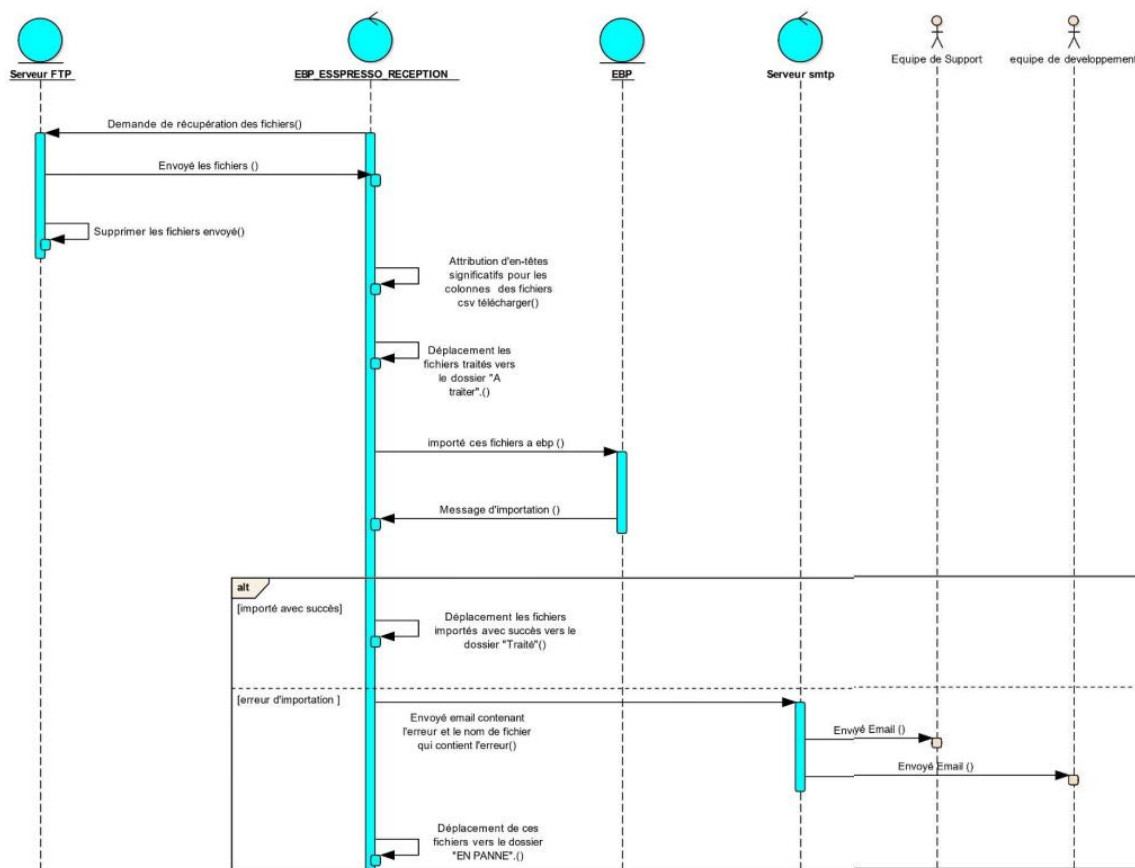 Serveur FTP
EBP_ESSPRESSO_RECEPTION
EBP
Serveur smtp
Equipe de Support
equipe de developpement
Demande de récupération des fichiers()
Envoyé les fichiers ()
Supprimer les fichiers envoyé()
Attribution d'en-têtes
significatifs pour les
colonnes des fichiers
csv télécharger()
Déplacement les
fichiers traités vers
le dossier "A
traiter".()
importé ces fichiers a ebp ()
Message d'importation ()
alt
[importé avec succès]
Déplacement les fichiers
importés avec succès vers le
dossier "Traité"()
[erreur d'importation ]
Envoyé email contenant
l'erreur et le nom de fichier
qui contient l'erreur()
Envoyé Email ()
Envoyé Email ()
Déplacement de ces
fichiers vers le dossier
"EN PANNE".()